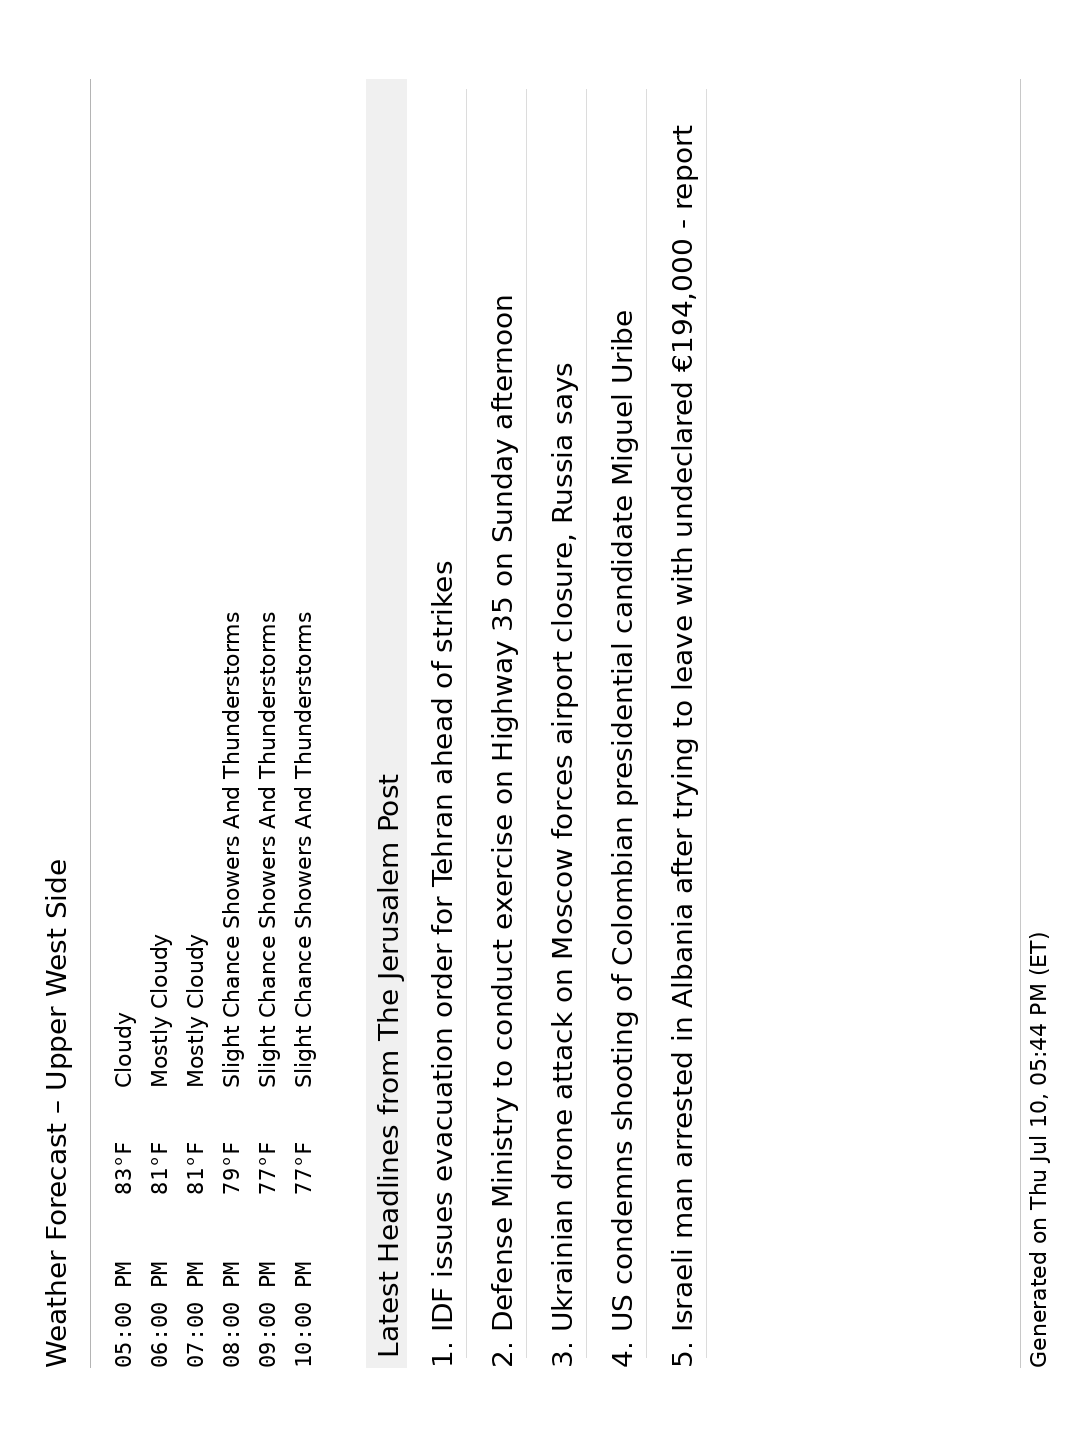 Weather Forecast – Upper West Side
05:00 PM 83°F Cloudy
06:00 PM 81°F Mostly Cloudy
07:00 PM 81°F Mostly Cloudy
08:00 PM 79°F Slight Chance Showers And Thunderstorms
09:00 PM 77°F Slight Chance Showers And Thunderstorms
10:00 PM 77°F Slight Chance Showers And Thunderstorms
Latest Headlines from The Jerusalem Post
1. IDF issues evacuation order for Tehran ahead of strikes
2. Defense Ministry to conduct exercise on Highway 35 on Sunday afternoon
3. Ukrainian drone attack on Moscow forces airport closure, Russia says
4. US condemns shooting of Colombian presidential candidate Miguel Uribe
5. Israeli man arrested in Albania after trying to leave with undeclared €194,000 - report
Generated on Thu Jul 10, 05:44 PM (ET)